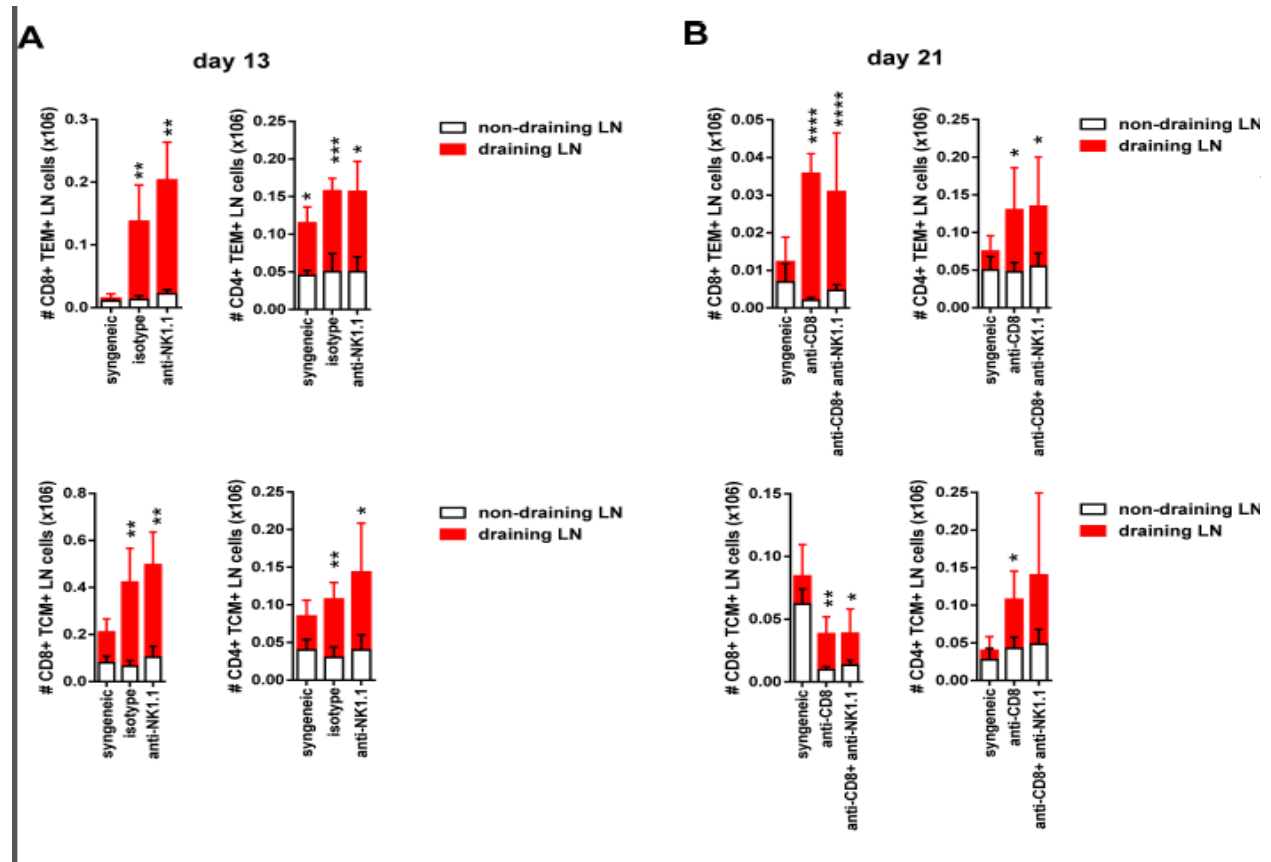 A
day 13
# CD8+ TEM+ LN cells (x106)
0.3
0.2
0.1
0.0
syngeneic
isotype
anti-NK1.1
**
**
# CD4+ TEM+ LN cells (x106)
0.25
0.20
0.15
0.10
0.05
0.00
syngeneic
isotype
anti-NK1.1
*
***
*
non-draining LN
draining LN
# CD8+ TCM+ LN cells (x106)
0.8
0.6
0.4
0.2
0.0
syngeneic
isotype
anti-NK1.1
**
**
# CD4+ TCM+ LN cells (x106)
0.25
0.20
0.15
0.10
0.05
0.00
syngeneic
isotype
anti-NK1.1
**
*
non-draining LN
draining LN
B
day 21
# CD8+ TEM+ LN cells (x106)
0.05
0.04
0.03
0.02
0.01
0.00
syngeneic
anti-CD8
anti-CD8+ anti-NK1.1
****
****
# CD4+ TEM+ LN cells (x106)
0.25
0.20
0.15
0.10
0.05
0.00
syngeneic
anti-CD8
anti-CD8+ anti-NK1.1
*
*
non-draining LN
draining LN
# CD8+ TCM+ LN cells (x106)
0.15
0.10
0.05
0.00
syngeneic
anti-CD8
anti-CD8+ anti-NK1.1
**
*
# CD4+ TCM+ LN cells (x106)
0.25
0.20
0.15
0.10
0.05
0.00
syngeneic
anti-CD8
anti-CD8+ anti-NK1.1
*
non-draining LN
draining LN